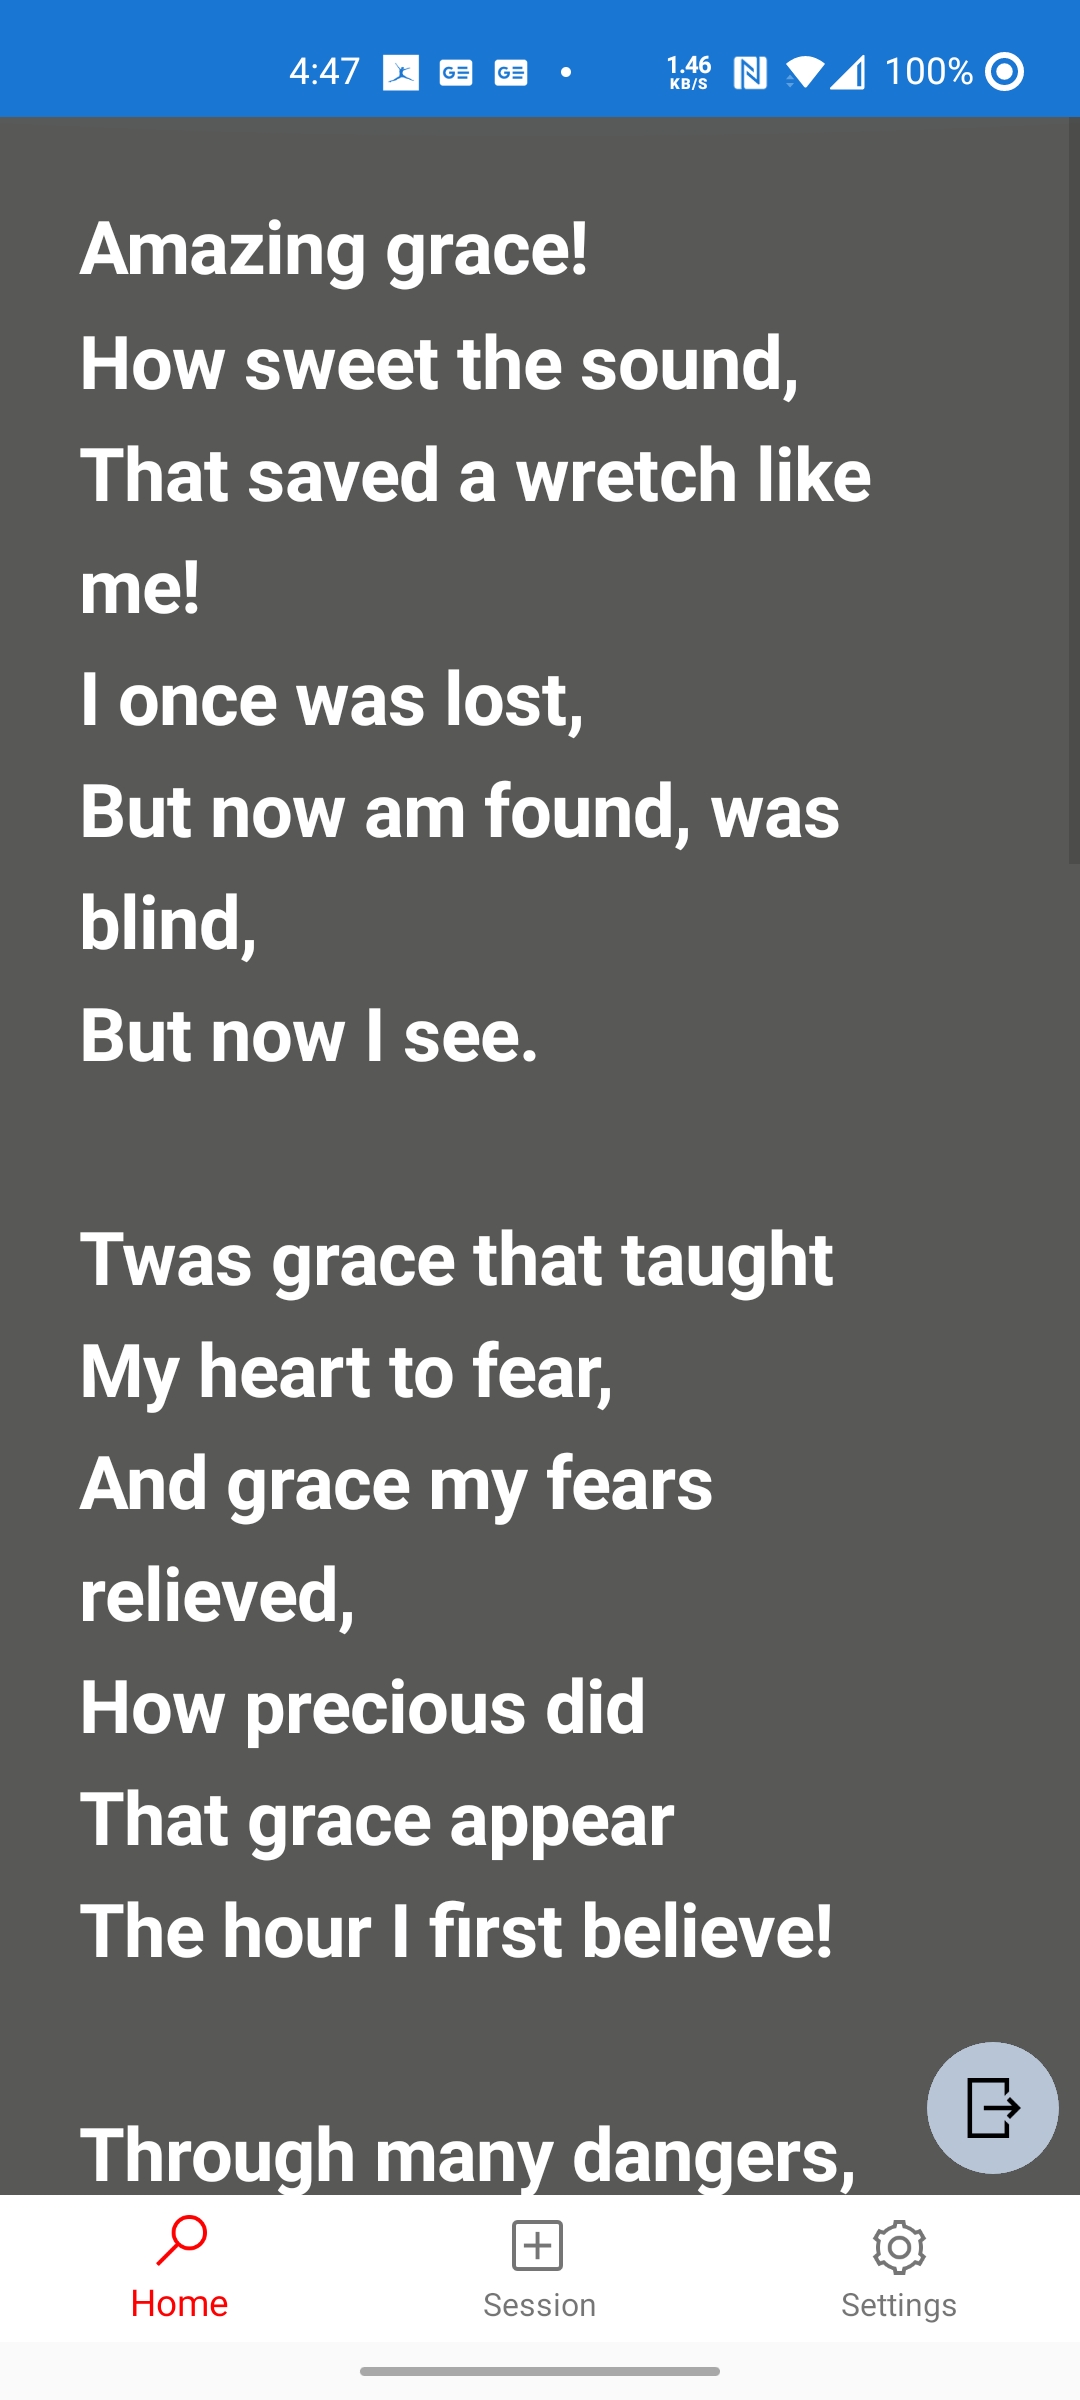 4:47 GE GE 1.46 KB/S 100%
Amazing grace!
How sweet the sound,
That saved a wretch like
me!
I once was lost,
But now am found, was
blind,
But now I see.
Twas grace that taught
My heart to fear,
And grace my fears
relieved,
How precious did
That grace appear
The hour I first believe!
Through many dangers,
Home Session Settings